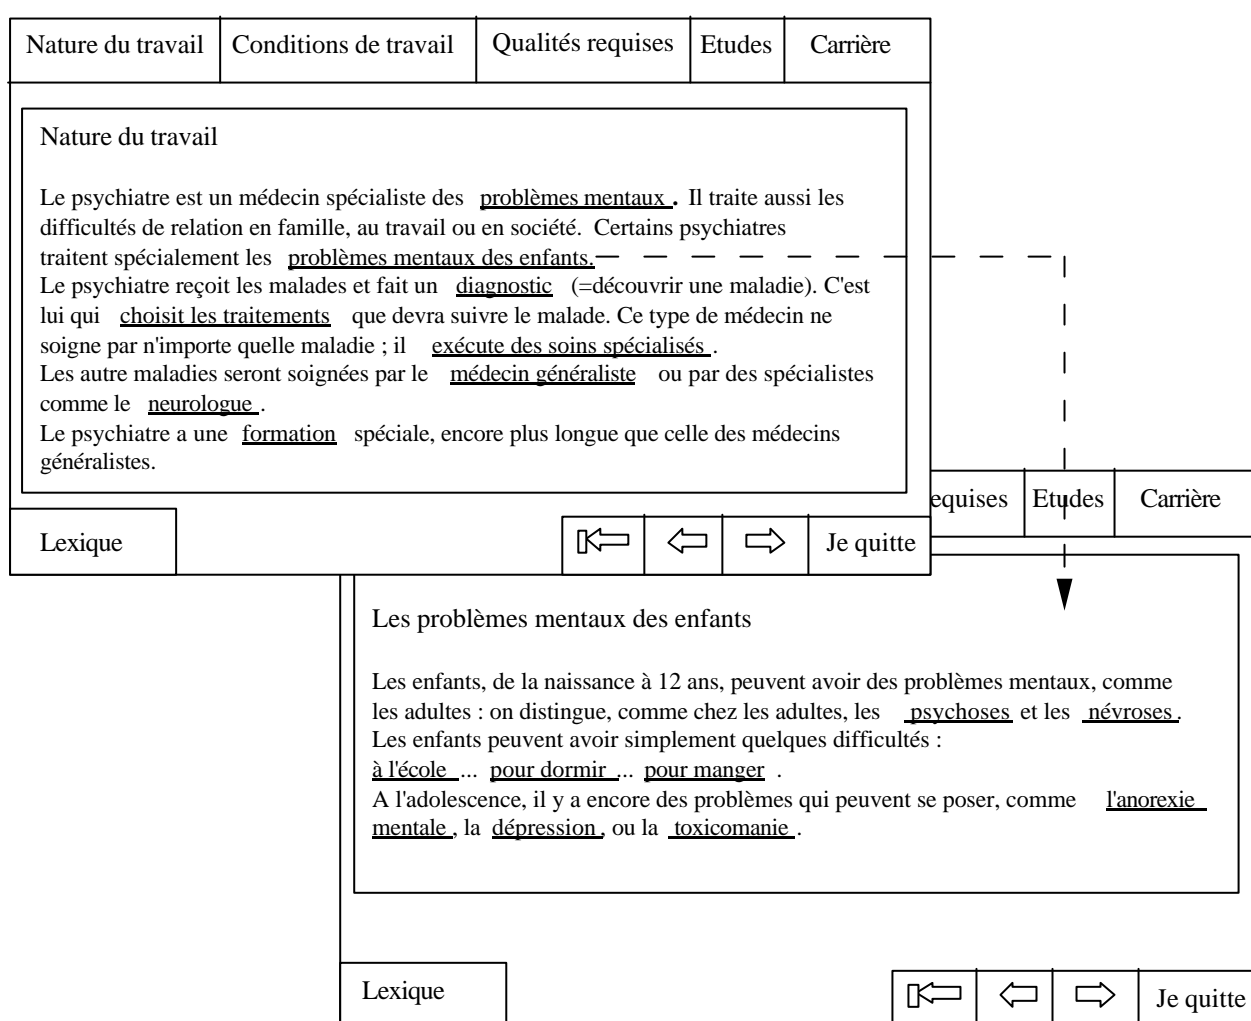 Nature du travail Conditions de travail Qualités requises Etudes Carrière
Nature du travail
Le psychiatre est un médecin spécialiste des problèmes mentaux . Il traite aussi les
difficultés de relation en famille, au travail ou en société. Certains psychiatres
traitent spécialement les problèmes mentaux des enfants.
Le psychiatre reçoit les malades et fait un diagnostic (=découvrir une maladie). C'est
lui qui choisit les traitements que devra suivre le malade. Ce type de médecin ne
soigne par n'importe quelle maladie ; il exécute des soins spécialisés .
Les autre maladies seront soignées par le médecin généraliste ou par des spécialistes
comme le neurologue .
Le psychiatre a une formation spéciale, encore plus longue que celle des médecins
généralistes.
Lexique Je quitte
equises Etudes Carrière
Les problèmes mentaux des enfants
Les enfants, de la naissance à 12 ans, peuvent avoir des problèmes mentaux, comme
les adultes : on distingue, comme chez les adultes, les psychoses et les névroses .
Les enfants peuvent avoir simplement quelques difficultés :
à l'école ... pour dormir ... pour manger .
A l'adolescence, il y a encore des problèmes qui peuvent se poser, comme l'anorexie
mentale , la dépression , ou la toxicomanie .
Lexique Je quitte